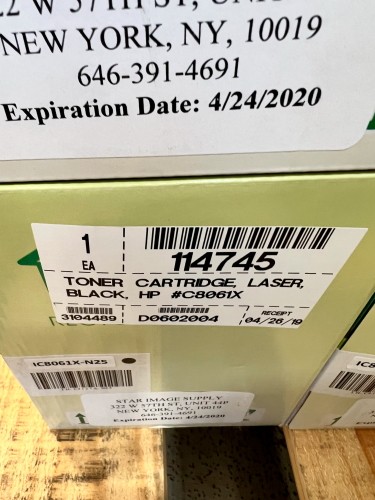 322 W 57TH ST, UNIT
NEW YORK, NY, 10019
646-391-4691
Expiration Date: 4/24/2020
1
EA
114745
TONER CARTRIDGE, LASER,
BLACK, HP #C8061X
3104489
D0602004
RECEIPT
04/26/19
IC8061X-N25
STAR IMAGE SUPPLY
322 W 57TH ST, UNIT 44P
NEW YORK, NY, 10019
646-391-4691
Expiration Date: 4/24/2020
IC8